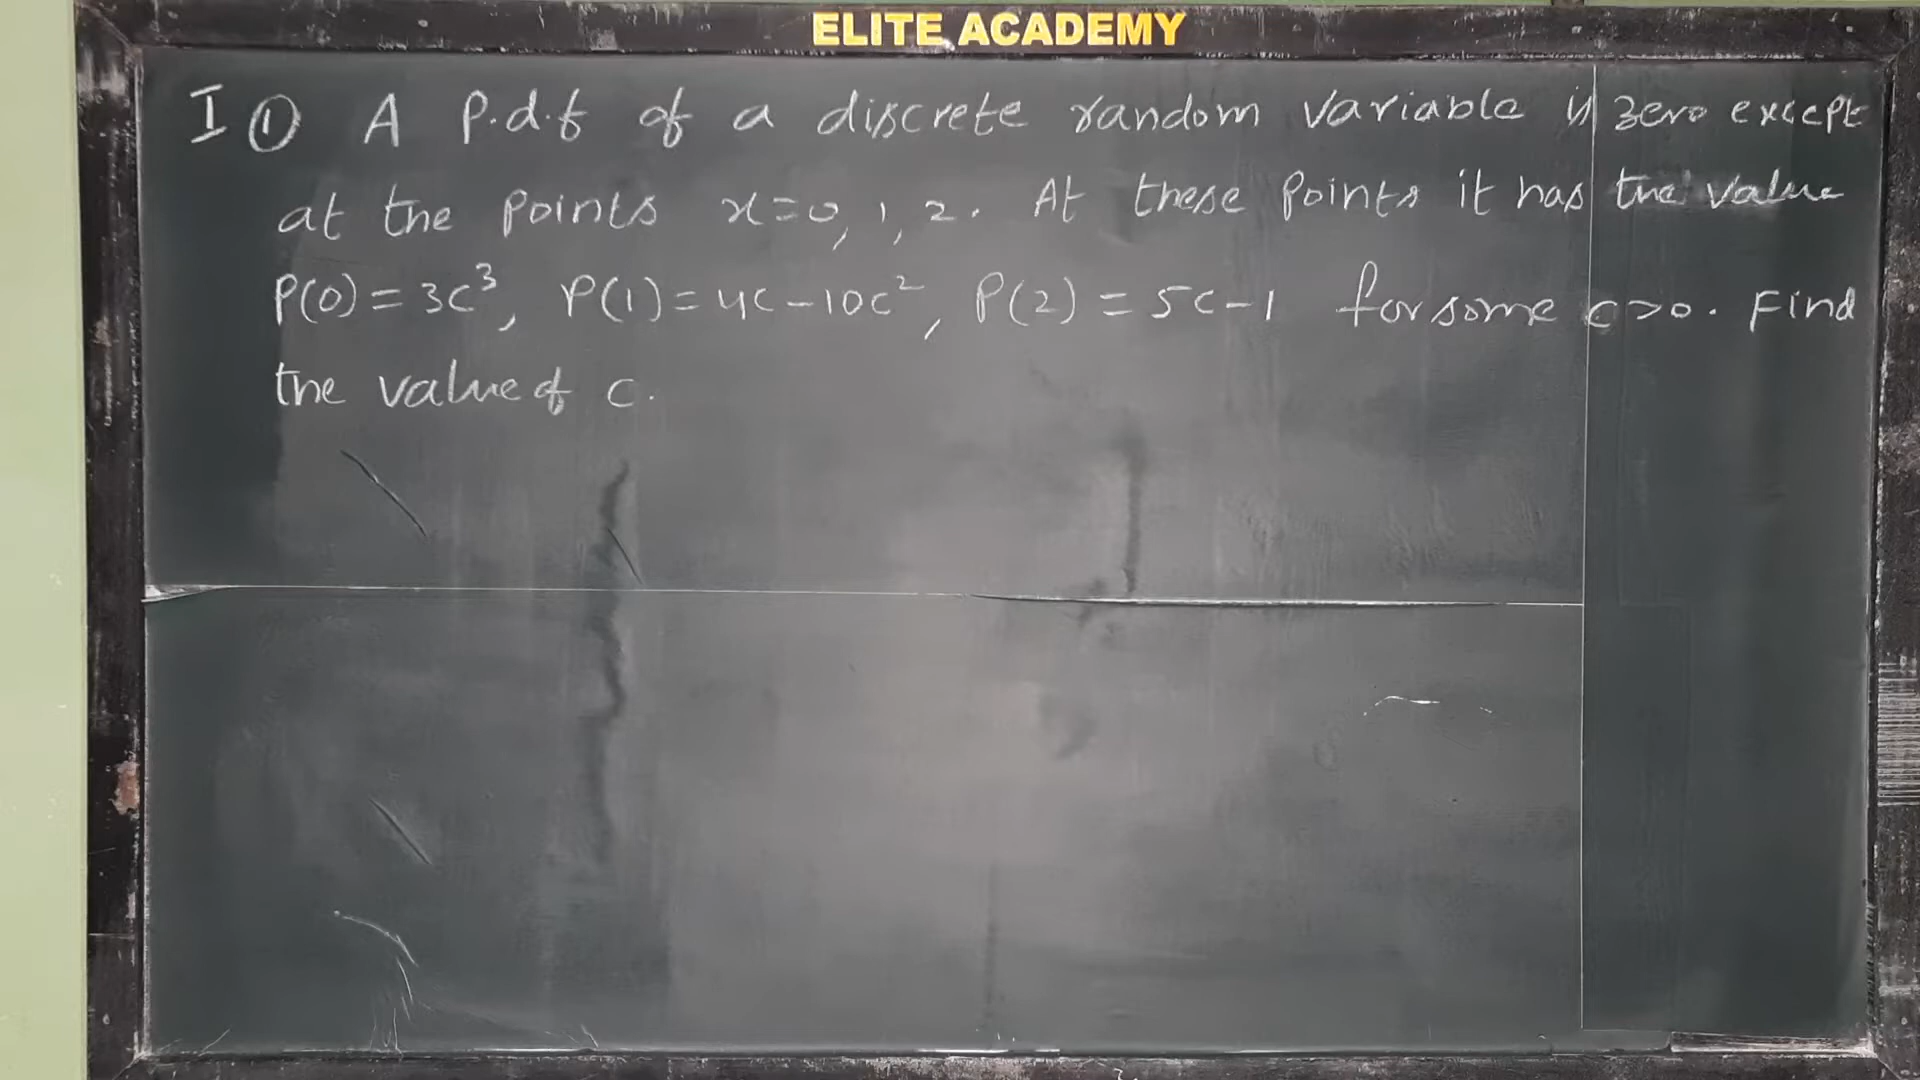 ELITE ACADEMY
I ① A P.d.f of a discrete random variable is zero except
at the points x=0, 1, 2. At these points it has the value
P(0) = 3c³, P(1) = 4c-10c², P(2) = 5c-1 for some c>0. Find
the value of c.